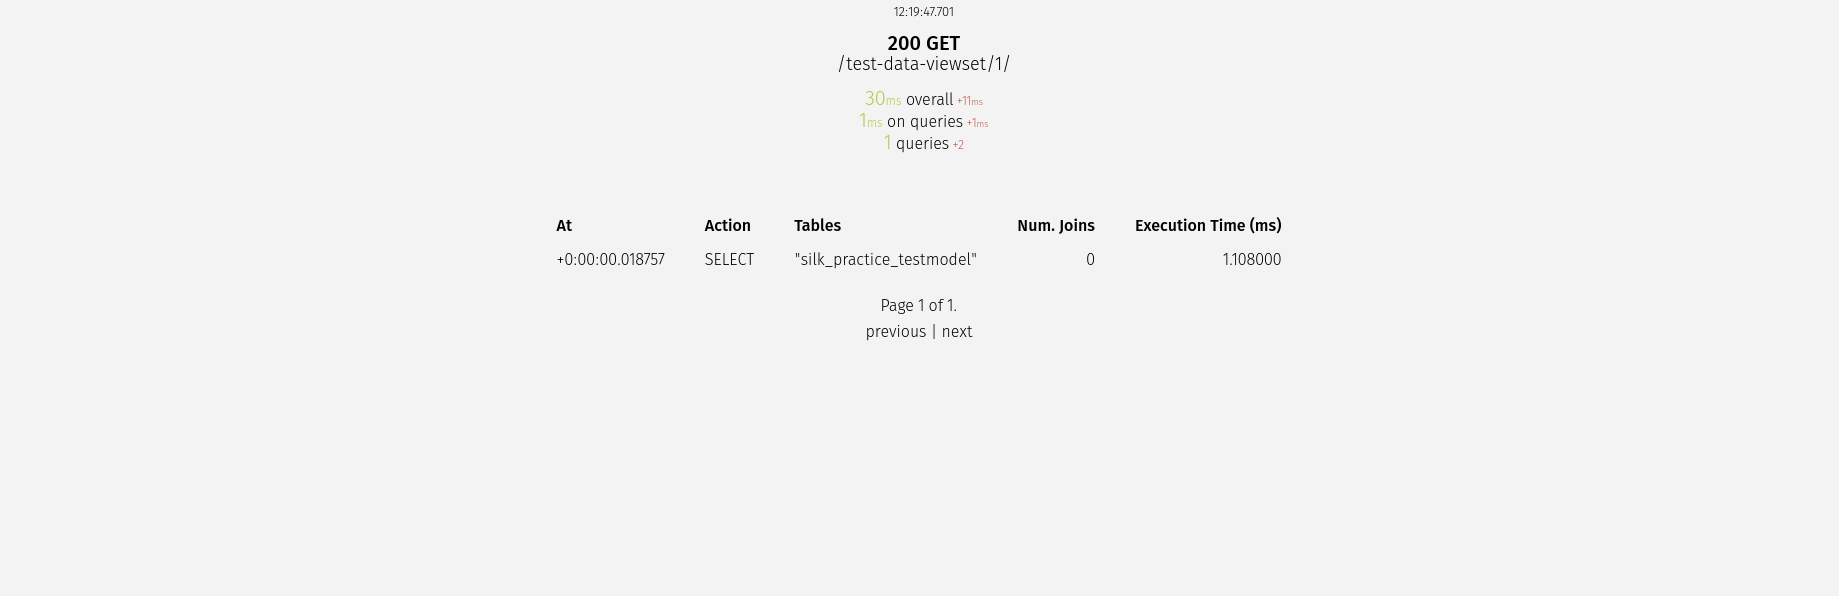 12:19:47.701
200 GET
/test-data-viewset/1/
30ms overall +11ms
1ms on queries +1ms
1 queries +2
At Action Tables Num. Joins Execution Time (ms)
+0:00:00.018757 SELECT "silk_practice_testmodel" 0 1.108000
Page 1 of 1.
previous | next